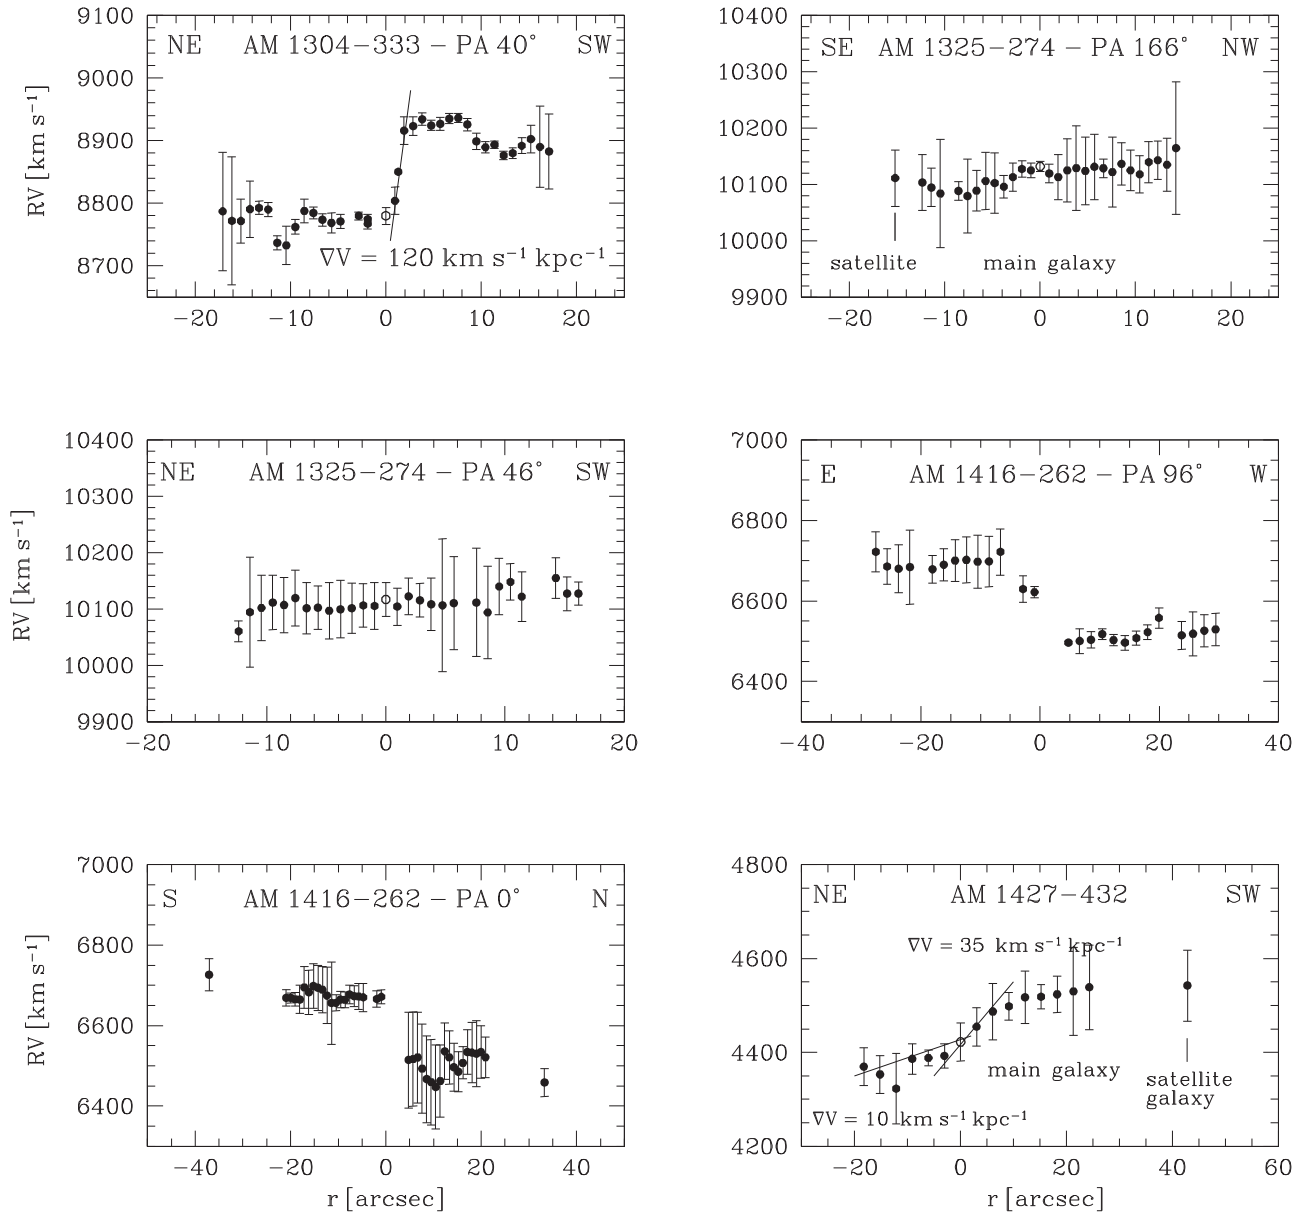 9100
9000
8900
8800
8700
RV [km s⁻¹]
NE AM 1304−333 − PA 40° SW
∇V = 120 km s⁻¹ kpc⁻¹
−20 −10 0 10 20
10400
10300
10200
10100
10000
9900
SE AM 1325−274 − PA 166° NW
satellite main galaxy
−20 −10 0 10 20
10400
10300
10200
10100
10000
9900
RV [km s⁻¹]
NE AM 1325−274 − PA 46° SW
−20 −10 0 10 20
7000
6800
6600
6400
E AM 1416−262 − PA 96° W
−40 −20 0 20 40
7000
6800
6600
6400
RV [km s⁻¹]
S AM 1416−262 − PA 0° N
−40 −20 0 20 40
r [arcsec]
4800
4600
4400
4200
NE AM 1427−432 SW
∇V = 35 km s⁻¹ kpc⁻¹
main galaxy
satellite
galaxy
∇V = 10 km s⁻¹ kpc⁻¹
−20 0 20 40 60
r [arcsec]